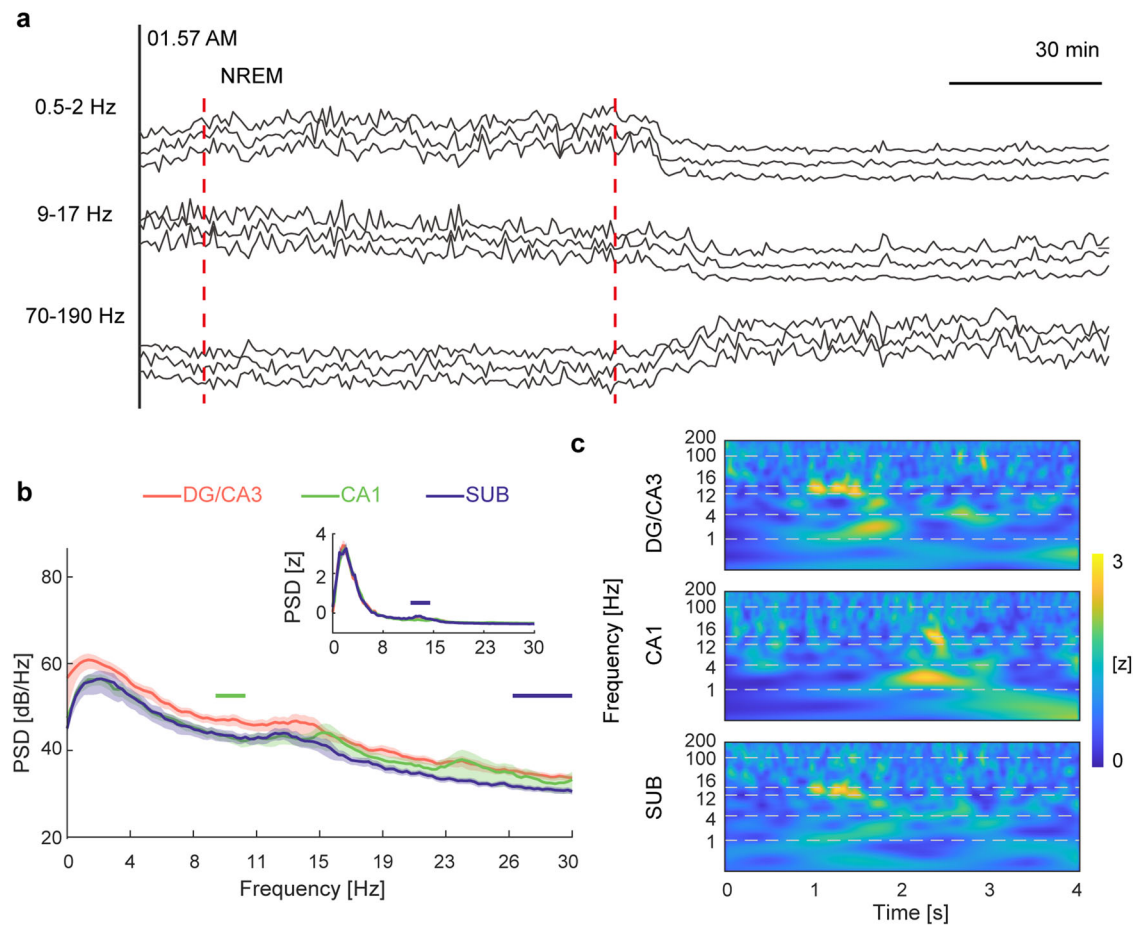 a
01.57 AM
30 min
NREM
0.5-2 Hz
9-17 Hz
70-190 Hz
b
DG/CA3 CA1 SUB
PSD [z]
4
2
0
0 8 15 23 30
PSD [dB/Hz]
80
60
40
20
0 4 8 11 15 19 23 26 30
Frequency [Hz]
c
DG/CA3
200
100
16
12
4
1
CA1
200
100
16
12
4
1
SUB
200
100
16
12
4
1
Frequency [Hz]
0 1 2 3 4
Time [s]
3
[z]
0